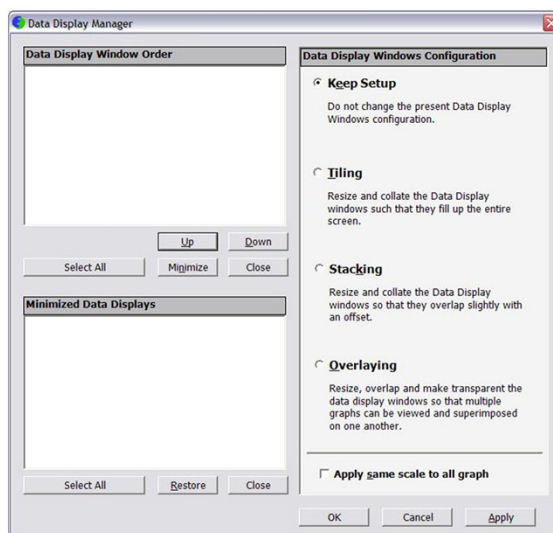 Data Display Manager
Data Display Window Order
Up
Down
Select All
Minimize
Close
Minimized Data Displays
Select All
Restore
Close
Data Display Windows Configuration
Keep Setup
Do not change the present Data Display
Windows configuration.
Tiling
Resize and collate the Data Display
windows such that they fill up the entire
screen.
Stacking
Resize and collate the Data Display
windows so that they overlap slightly with
an offset.
Overlaying
Resize, overlap and make transparent the
data display windows so that multiple
graphs can be viewed and superimposed
on one another.
Apply same scale to all graph
OK
Cancel
Apply